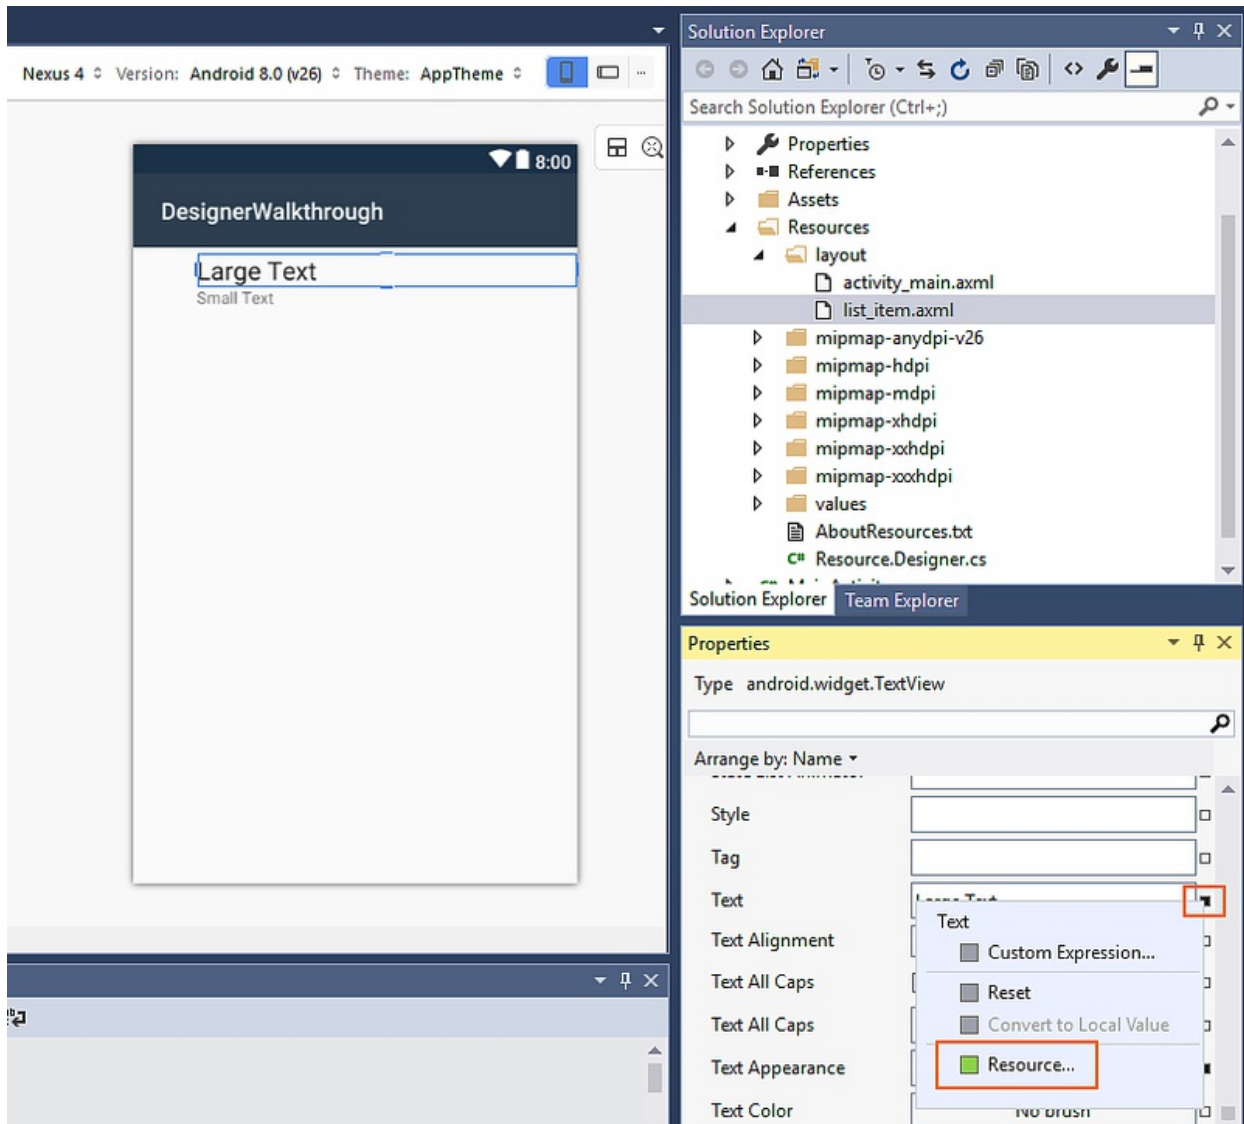 Solution Explorer
Nexus 4 Version: Android 8.0 (v26) Theme: AppTheme ...
Search Solution Explorer (Ctrl+;)
Properties
References
Assets
Resources
layout
activity_main.axml
list_item.axml
mipmap-anydpi-v26
mipmap-hdpi
mipmap-mdpi
mipmap-xhdpi
mipmap-xxhdpi
mipmap-xxxhdpi
values
AboutResources.txt
C# Resource.Designer.cs
Solution Explorer Team Explorer
8:00
DesignerWalkthrough
Large Text
Small Text
Properties
Type android.widget.TextView
Arrange by: Name
Style
Tag
Text
Text Alignment
Text All Caps
Text All Caps
Text Appearance
Text Color
Text
Custom Expression...
Reset
Convert to Local Value
Resource...
No brush